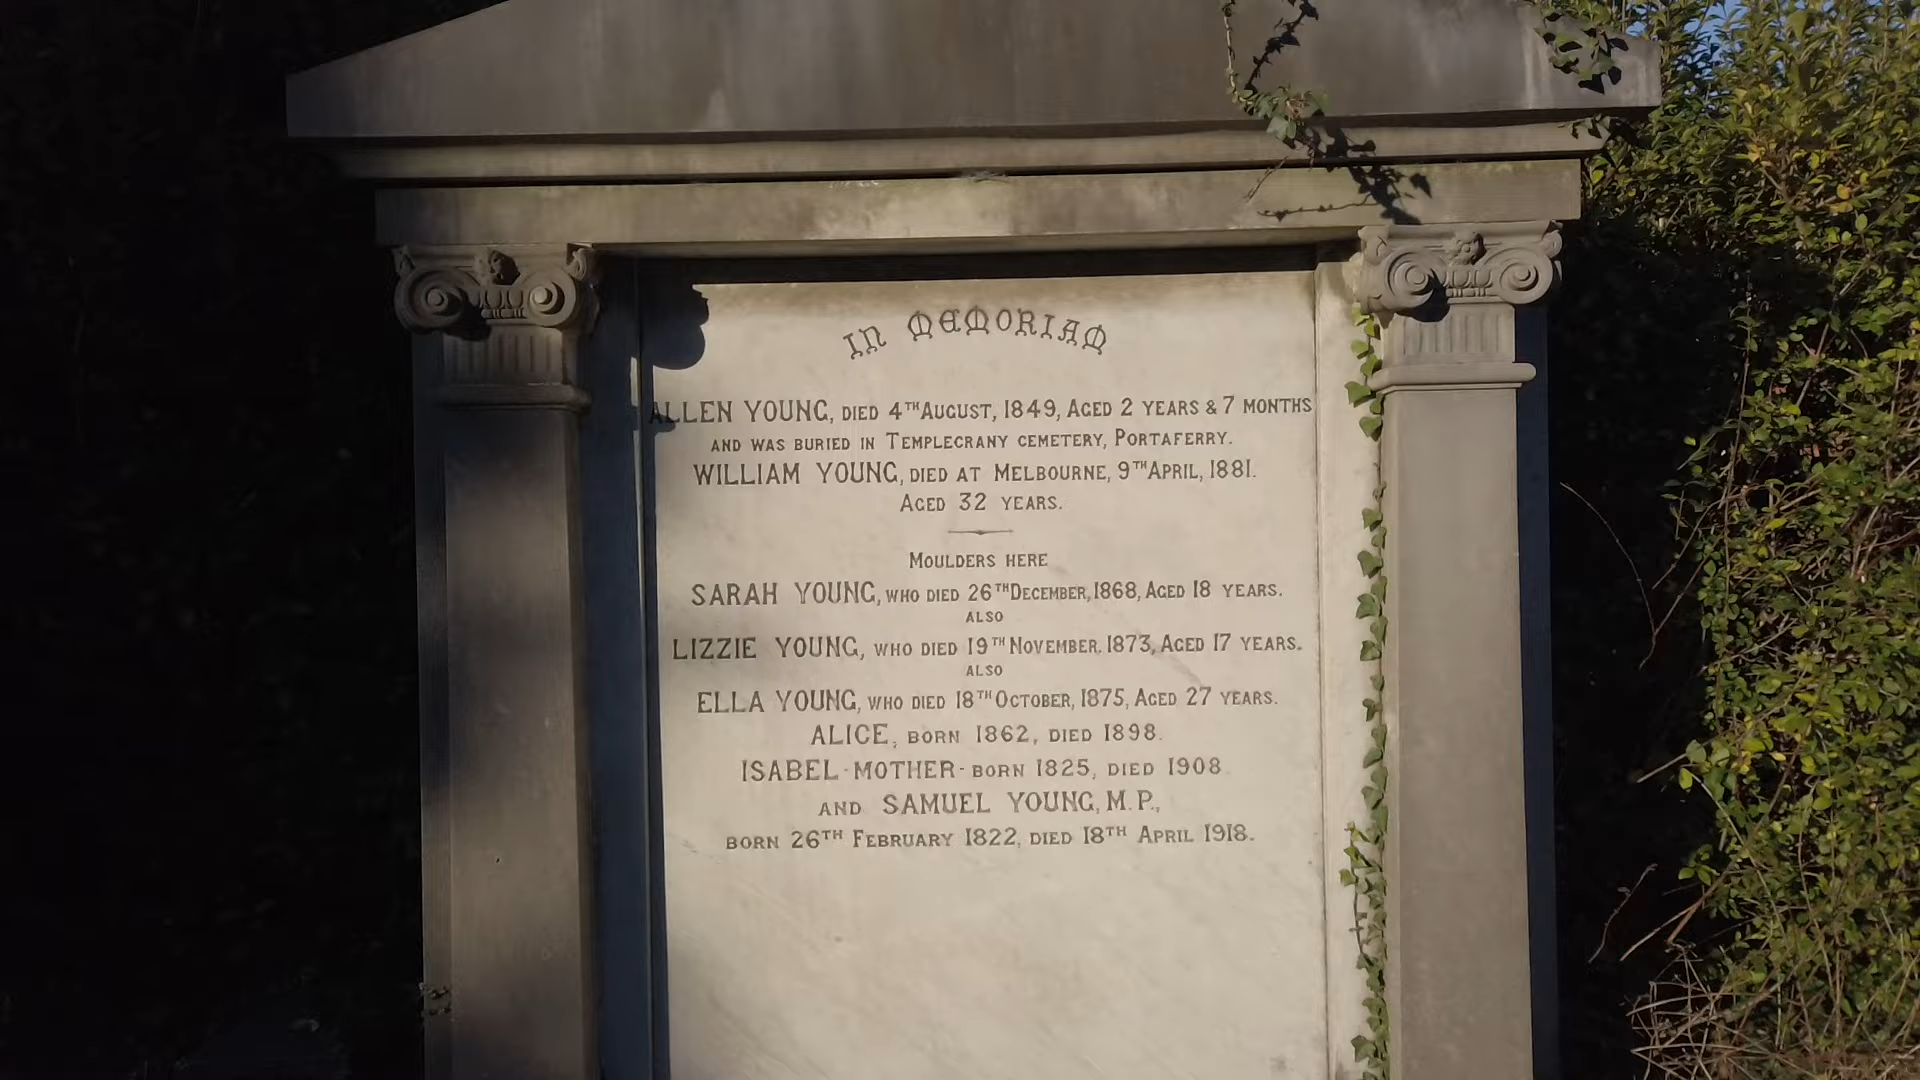 IN MEMORIAM
ALLEN YOUNG, DIED 4TH AUGUST, 1849, AGED 2 YEARS & 7 MONTHS
AND WAS BURIED IN TEMPLECRANY CEMETERY, PORTAFERRY.
WILLIAM YOUNG, DIED AT MELBOURNE, 9TH APRIL, 1881.
AGED 32 YEARS.
MOULDERS HERE
SARAH YOUNG, WHO DIED 26TH DECEMBER, 1868, AGED 18 YEARS.
ALSO
LIZZIE YOUNG, WHO DIED 19TH NOVEMBER. 1873, AGED 17 YEARS.
ALSO
ELLA YOUNG, WHO DIED 18TH OCTOBER, 1875, AGED 27 YEARS.
ALICE, BORN 1862, DIED 1898.
ISABEL - MOTHER - BORN 1825, DIED 1908.
AND SAMUEL YOUNG, M.P.,
BORN 26TH FEBRUARY 1822, DIED 18TH APRIL 1918.